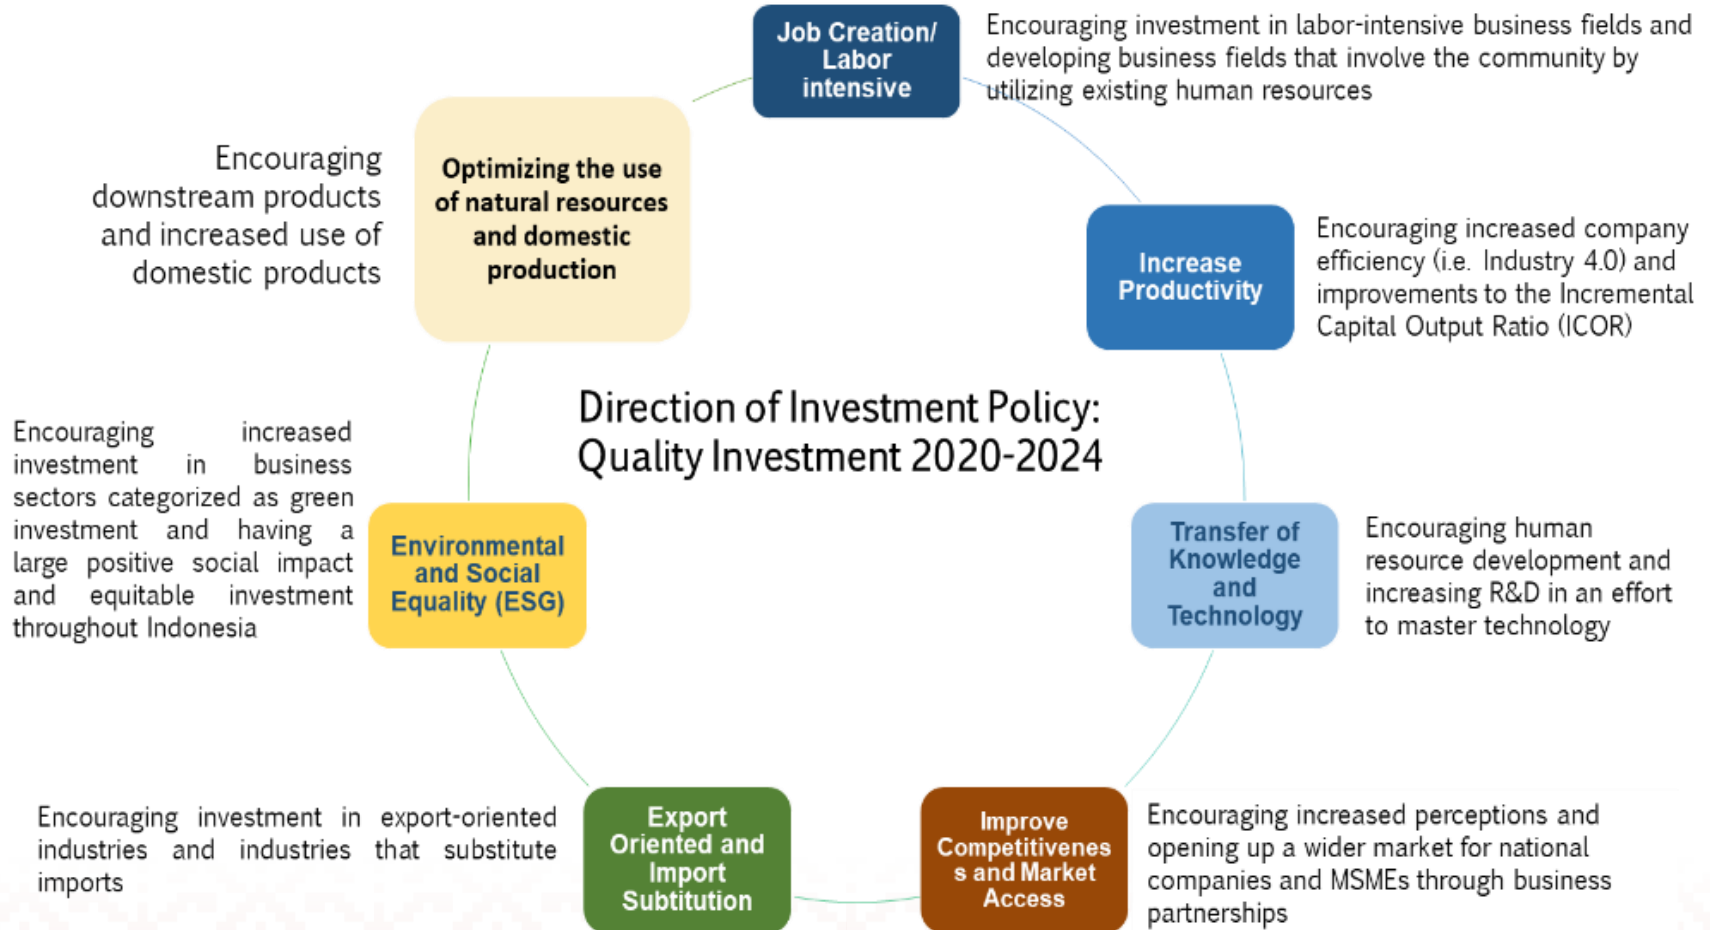 Job Creation/
Labor
intensive
Encouraging investment in labor-intensive business fields and
developing business fields that involve the community by
utilizing existing human resources
Increase
Productivity
Encouraging increased company
efficiency (i.e. Industry 4.0) and
improvements to the Incremental
Capital Output Ratio (ICOR)
Transfer of
Knowledge
and
Technology
Encouraging human
resource development and
increasing R&D in an effort
to master technology
Improve
Competitivenes
s and Market
Access
Encouraging increased perceptions and
opening up a wider market for national
companies and MSMEs through business
partnerships
Export
Oriented and
Import
Subtitution
Encouraging investment in export-oriented
industries and industries that substitute
imports
Environmental
and Social
Equality (ESG)
Encouraging increased
investment in business
sectors categorized as green
investment and having a
large positive social impact
and equitable investment
throughout Indonesia
Optimizing the use
of natural resources
and domestic
production
Encouraging
downstream products
and increased use of
domestic products
Direction of Investment Policy:
Quality Investment 2020-2024